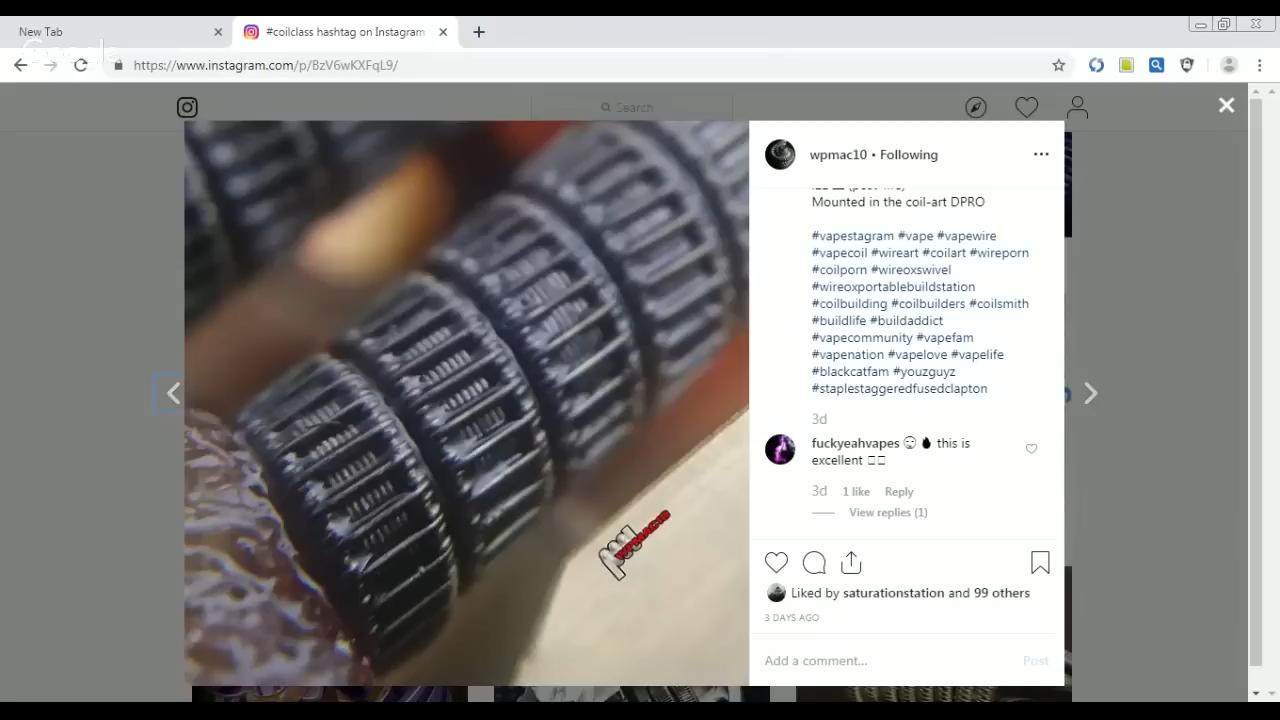 New Tab
#coilclass hashtag on Instagram
Google
https://www.instagram.com/p/BzV6wKXFqL9/
Search
wpmac10 • Following
Mounted in the coil-art DPRO
#vapestagram #vape #vapewire
#vapecoil #wireart #coilart #wireporn
#coilporn #wireoxswivel
#wireoxportablebuildstation
#coilbuilding #coilbuilders #coilsmith
#buildlife #buildaddict
#vapecommunity #vapefam
#vapenation #vapelove #vapelife
#blackcatfam #youzguyz
#staplestaggeredfusedclapton
3d
fuckyeahvapes this is
excellent
3d 1 like Reply
View replies (1)
WPMAC10
Liked by saturationstation and 99 others
3 DAYS AGO
Add a comment... Post